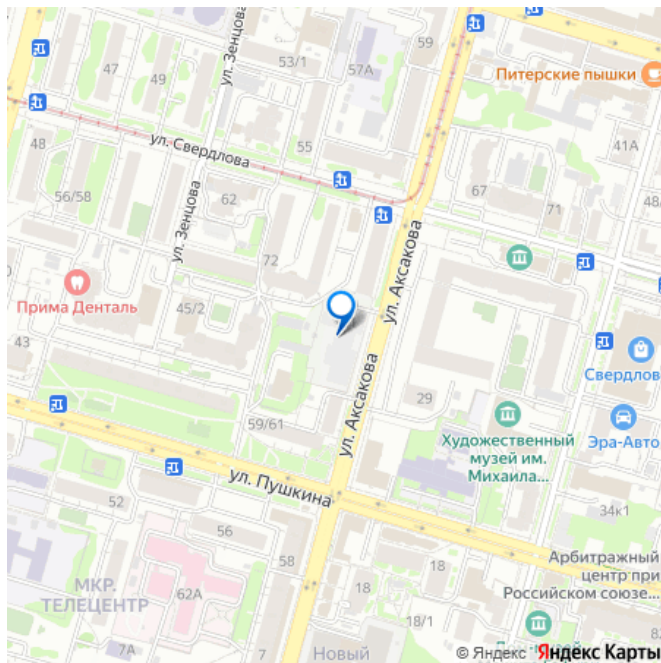 59
53/1
57А
47
49
ул. Зенцова
Питерские пышки
ул. Свердлова
55
48
41А
56/58
62
67
71
48/
ул. Зенцова
72
ул. Аксакова
Прима Денталь
45/2
43
Свердлов
29
ул. Аксакова
59/61
Художественный
музей им.
Михаила...
Эра-Авто
ул. Пушкина
52
34к1
56
58
Арбитражный
центр при
Российском союзе...
МКР.
ТЕЛЕЦЕНТР
62А
18
18
18/1
7А
7
Новый
© Яндекс Яндекс Карты